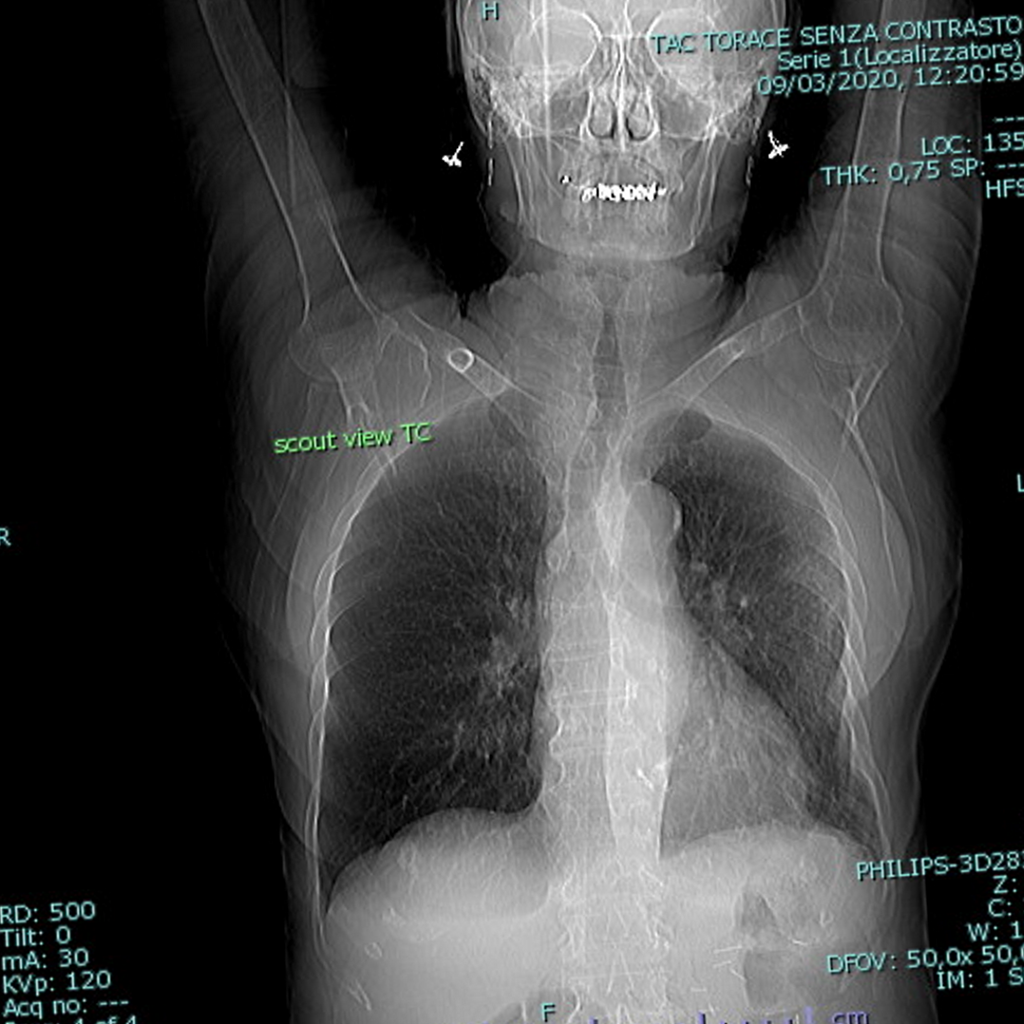 H
TAC TORACE SENZA CONTRASTO
Serie 1(Localizzatore)
09/03/2020, 12:20:59
---
LOC: 135
THK: 0,75 SP: ---
HFS
scout view TC
L
R
PHILIPS-3D28
Z:
C:
W: 1
DFOV: 50,0x 50,0
IM: 1 S
RD: 500
Tilt: 0
mA: 30
KVp: 120
Acq no: ---
F
cm